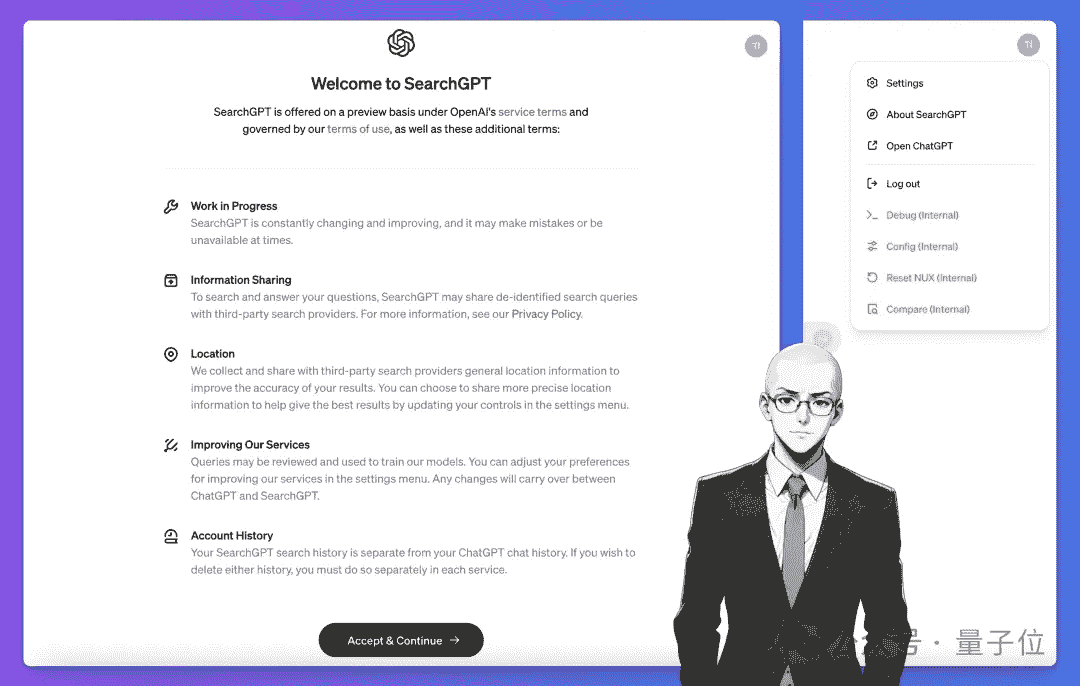 Welcome to SearchGPT
SearchGPT is offered on a preview basis under OpenAI's service terms and
governed by our terms of use, as well as these additional terms:
Work in Progress
SearchGPT is constantly changing and improving, and it may make mistakes or be
unavailable at times.
Information Sharing
To search and answer your questions, SearchGPT may share de-identified search queries
with third-party search providers. For more information, see our Privacy Policy.
Location
We collect and share with third-party search providers general location information to
improve the accuracy of your results. You can choose to share more precise location
information to help give the best results by updating your controls in the settings menu.
Improving Our Services
Queries may be reviewed and used to train our models. You can adjust your preferences
for improving our services in the settings menu. Any changes will carry over between
ChatGPT and SearchGPT.
Account History
Your SearchGPT search history is separate from your ChatGPT chat history. If you wish to
delete either history, you must do so separately in each service.
Accept & Continue →
Settings
About SearchGPT
Open ChatGPT
Log out
Debug (Internal)
Config (Internal)
Reset NUX (Internal)
Compare (Internal)
号 · 量子位